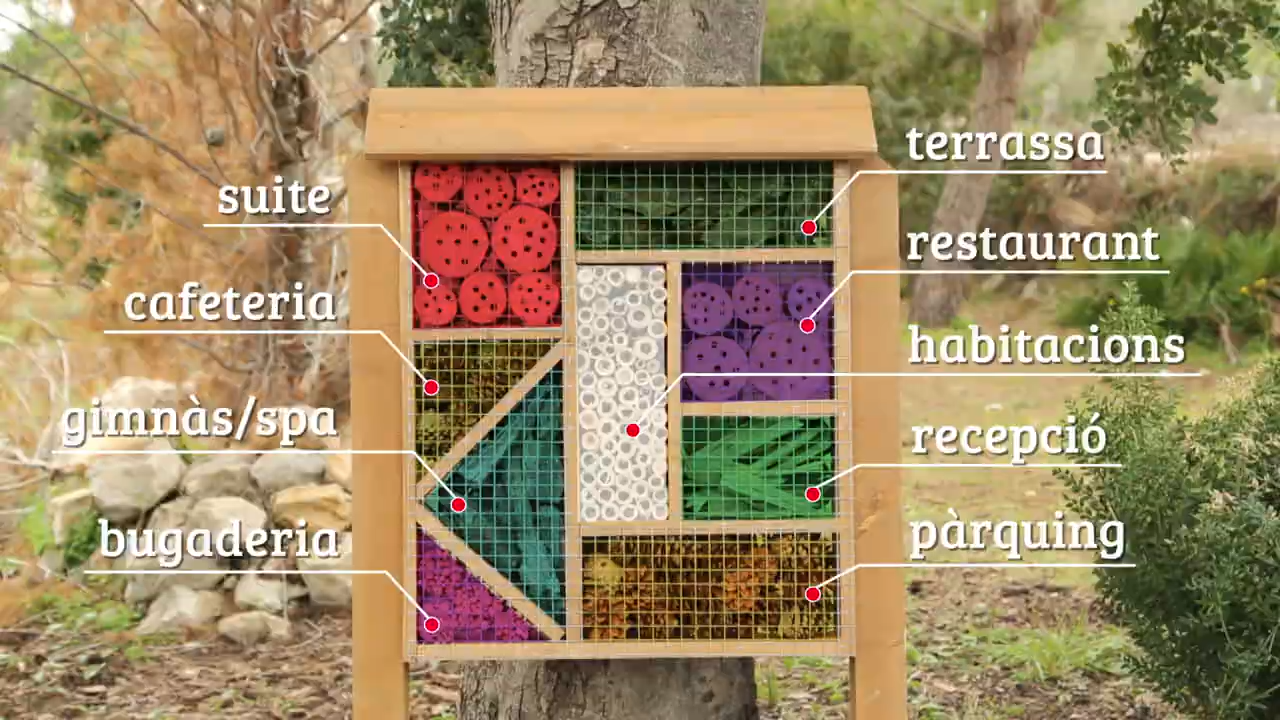 suite
cafeteria
gimnàs/spa
bugaderia
terrassa
restaurant
habitacions
recepció
pàrquing